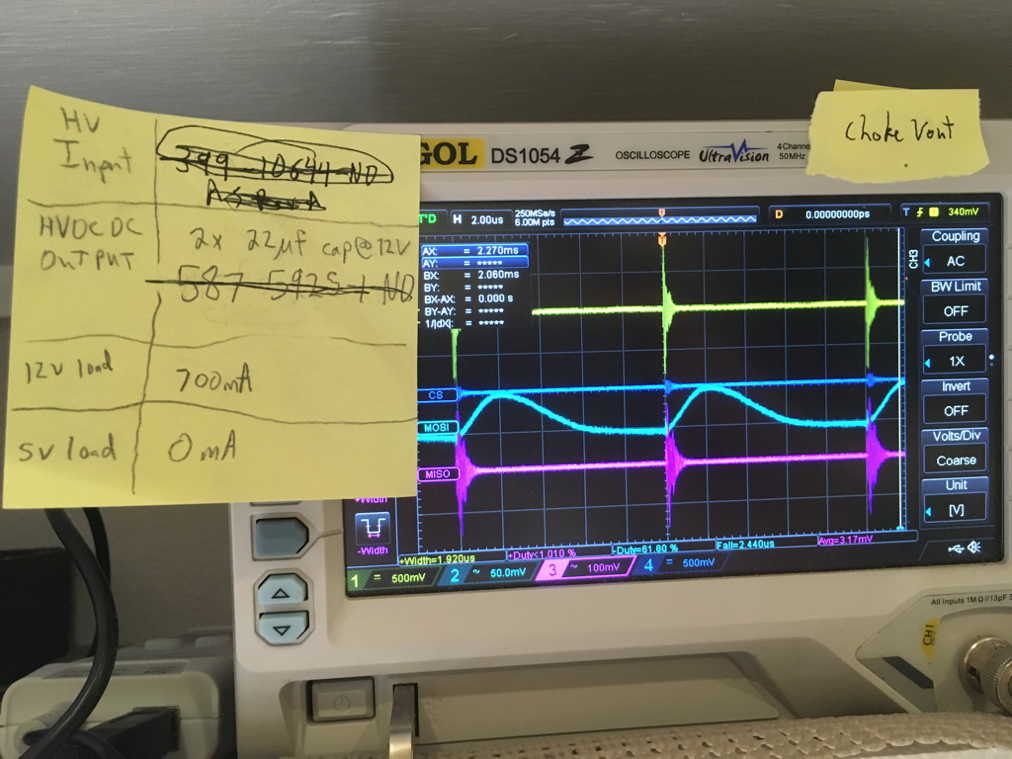 HV
Input
399-10644-ND
HVDC DC
OUTPUT
2x 22µf cap@12V
12V load
700mA
5V load
0mA
Choke Vout
GOL DS1054 Z OSCILLOSCOPE UltraVision 4 Channel
50MHz
T'D H 2.00us 250MSa/s
6.00M pts
D 0.00000000ps T 340mV
AX: = 2.270ms
AY: = *****
BX: = 2.060ms
BY: = *****
BX-AX: = 0.000 s
BY-AY: = *****
1/|dX|: = *****
CH3
Coupling
AC
BW Limit
OFF
Probe
1X
Invert
OFF
Volts/Div
Coarse
Unit
[V]
CS
MOSI
MISO
+Width
-Width
+Width=1.920us +Duty<1.010 % -Duty=61.80 % Fall=2.440us Avg=3.17mV
1 = 500mV 2 ~ 50.0mV 3 ~ 100mV 4 = 500mV
All Inputs 1MΩ//13pF
CH1